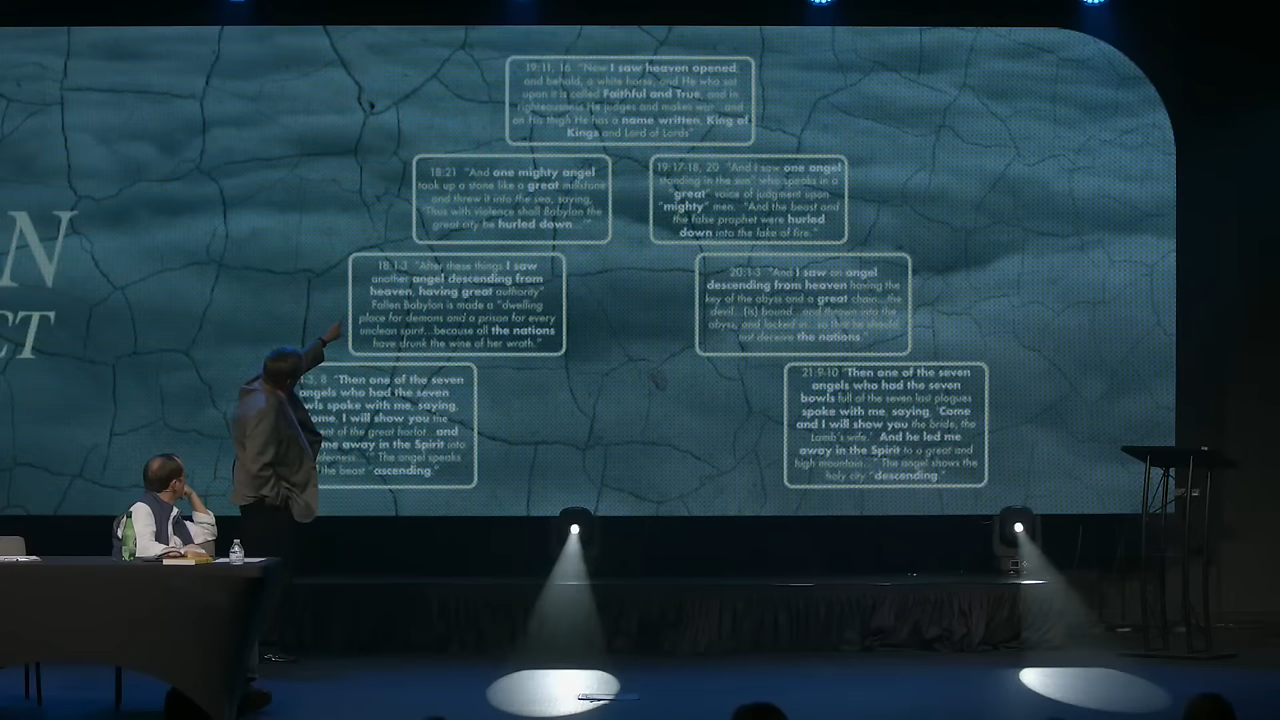 N
CT
19:11, 16 "Now I saw heaven opened,
and behold, a white horse, and He who sat
upon it is called Faithful and True, and in
righteousness He judges and makes war...and
on His thigh He has a name written, King of
Kings and Lord of Lords"
18:21 "And one mighty angel
took up a stone like a great millstone
and threw it into the sea, saying,
Thus with violence shall Babylon the
great city be hurled down..."
19:17-18, 20 "And I saw one angel
standing in the sun" who speaks in a
"great" voice of judgment upon
"mighty" men. "And the beast and
the false prophet were hurled
down into the lake of fire."
18:1-3 "After these things I saw
another angel descending from
heaven, having great authority"
Fallen Babylon is made a "dwelling
place for demons and a prison for every
unclean spirit...because all the nations
have drunk the wine of her wrath."
20:1-3 "And I saw an angel
descending from heaven having the
key of the abyss and a great chain...the
devil...[is] bound...and thrown into the
abyss, and locked in...so that he should
not deceive the nations"
-3, 8 "Then one of the seven
angels who had the seven
wls spoke with me, saying,
ome, I will show you the
ent of the great harlot...and
me away in the Spirit into
derness..." The angel speaks
the beast "ascending."
21:9-10 "Then one of the seven
angels who had the seven
bowls full of the seven last plagues
spoke with me, saying, 'Come
and I will show you the bride, the
Lamb's wife.' And he led me
away in the Spirit to a great and
high mountain..." The angel shows the
holy city "descending."